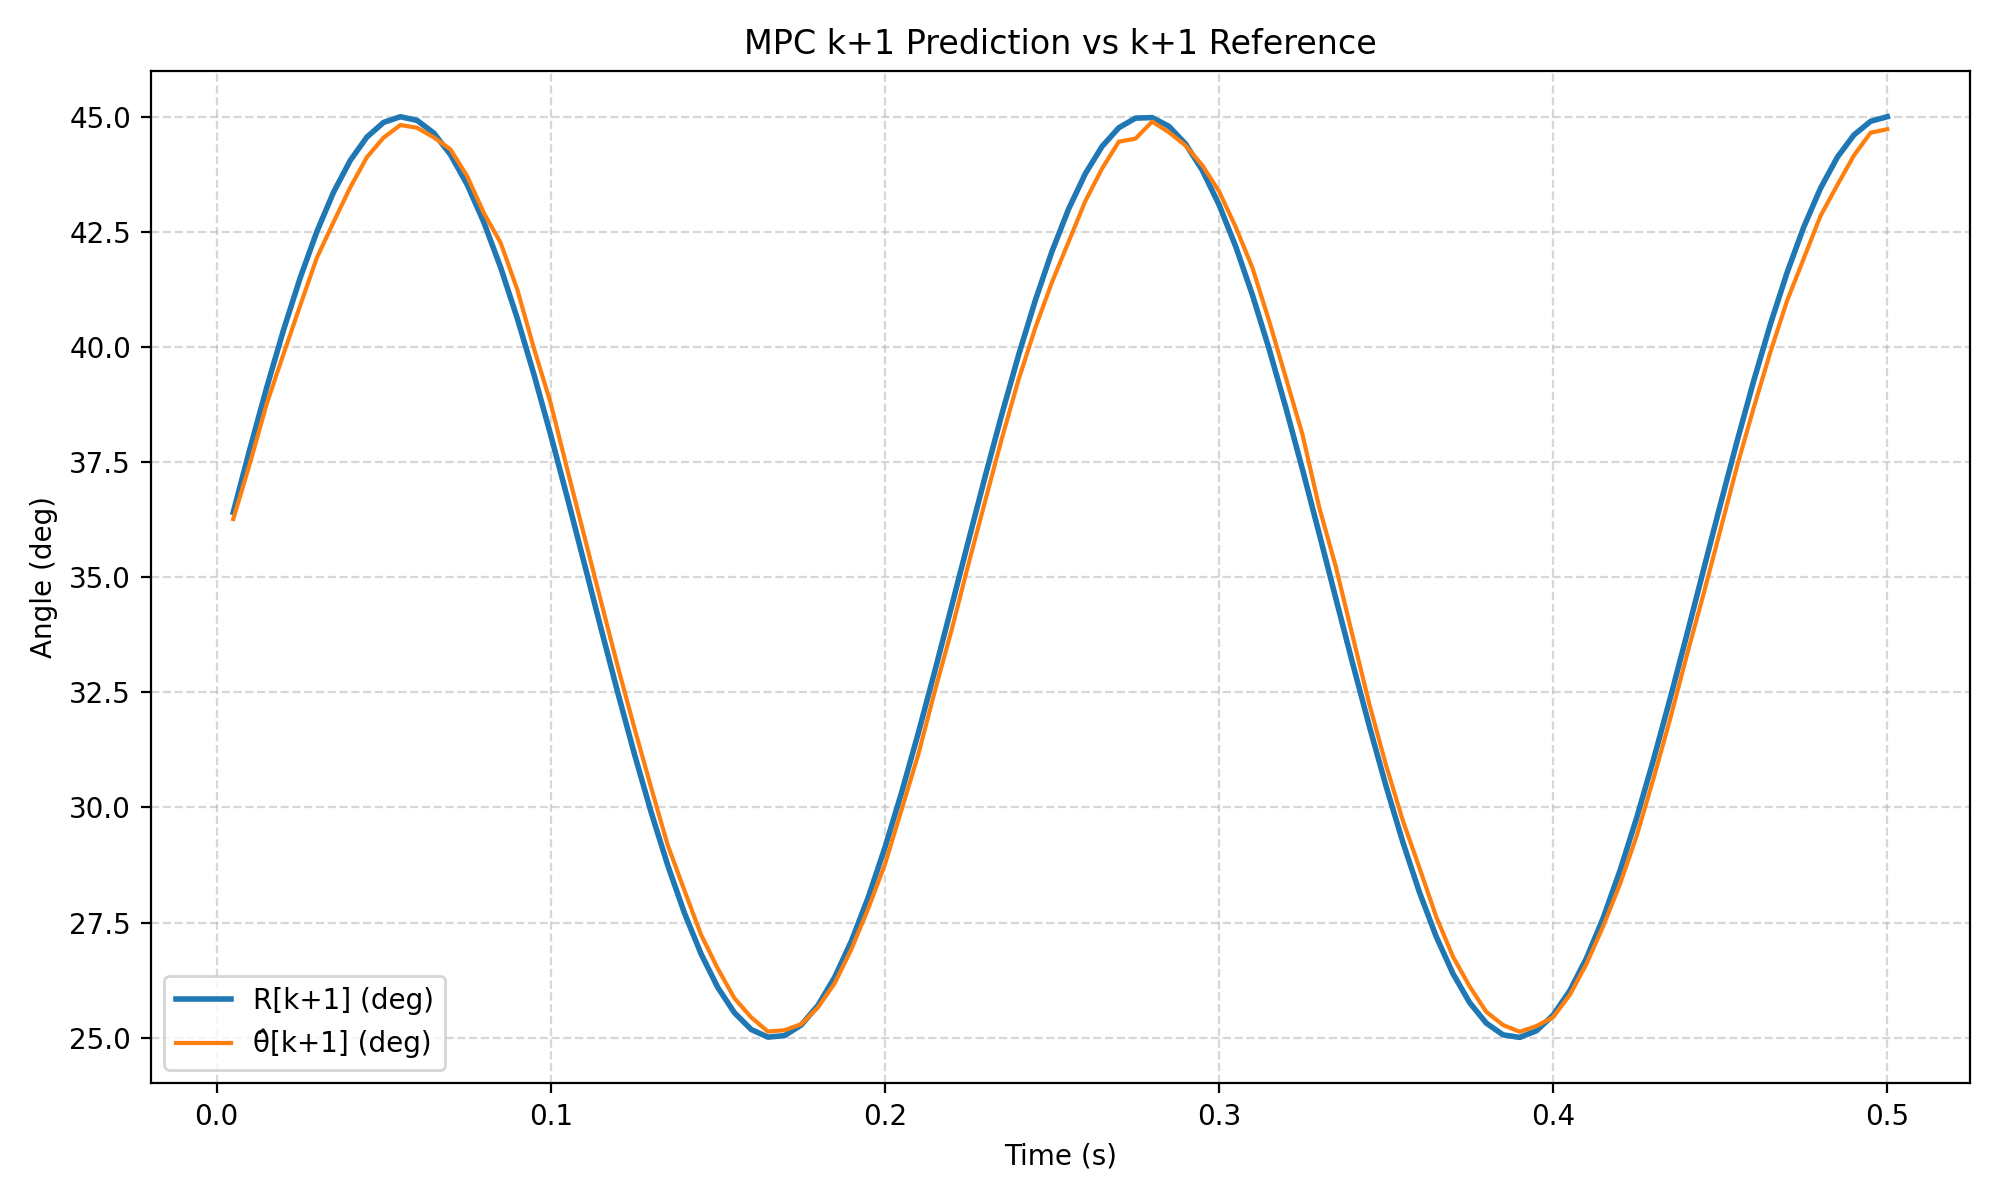 MPC k+1 Prediction vs k+1 Reference
Angle (deg)
45.0
42.5
40.0
37.5
35.0
32.5
30.0
27.5
25.0
R[k+1] (deg)
θ̂[k+1] (deg)
0.0 0.1 0.2 0.3 0.4 0.5
Time (s)